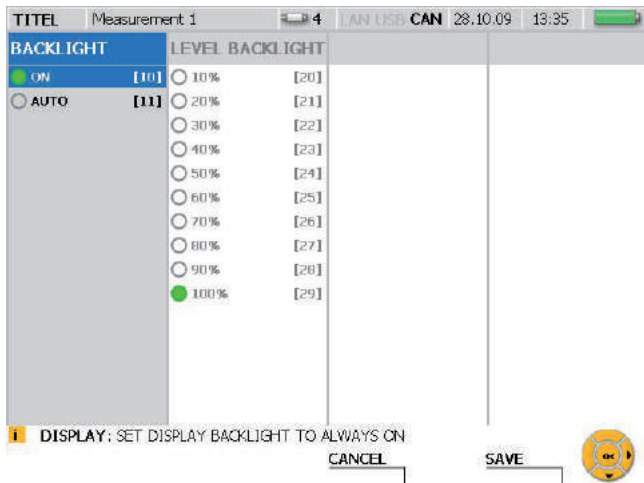 TITEL Measurement 1 4 LAN USB CAN 28.10.09 13:35
BACKLIGHT LEVEL BACKLIGHT
ON [10] 10% [20]
AUTO [11] 20% [21]
30% [22]
40% [23]
50% [24]
60% [25]
70% [26]
80% [27]
90% [28]
100% [29]
i DISPLAY: SET DISPLAY BACKLIGHT TO ALWAYS ON
CANCEL SAVE OK